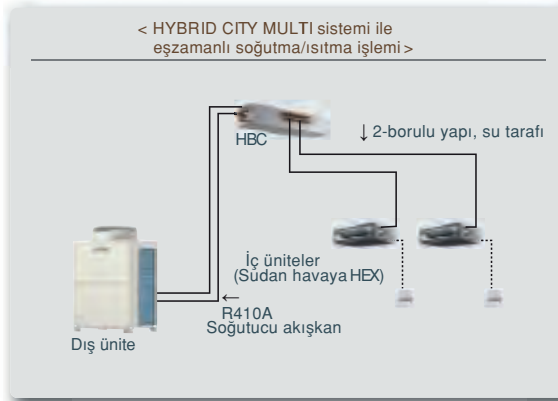 < HYBRID CITY MULTI sistemi ile
eşzamanlı soğutma/ısıtma işlemi >
HBC
↓ 2-borulu yapı, su tarafı
İç üniteler
(Sudan havaya HEX)
←
R410A
Soğutucu akışkan
Dış ünite